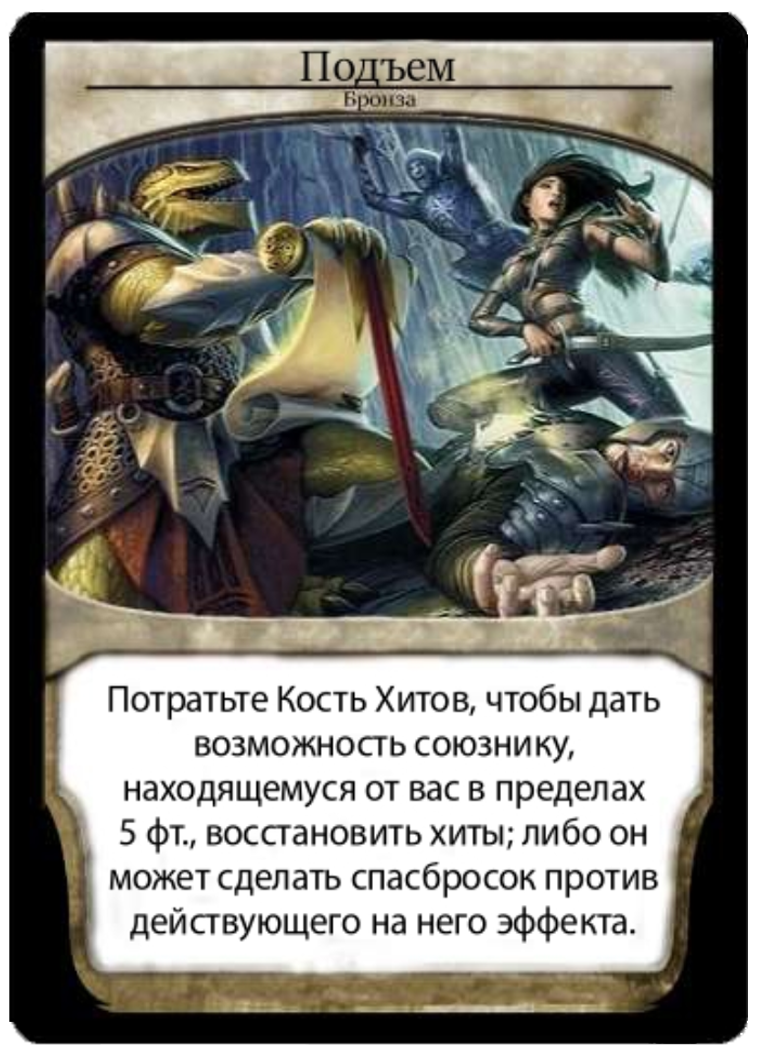 Подъем
Бронза
Потратьте Кость Хитов, чтобы дать
возможность союзнику,
находящемуся от вас в пределах
5 фт., восстановить хиты; либо он
может сделать спасбросок против
действующего на него эффекта.